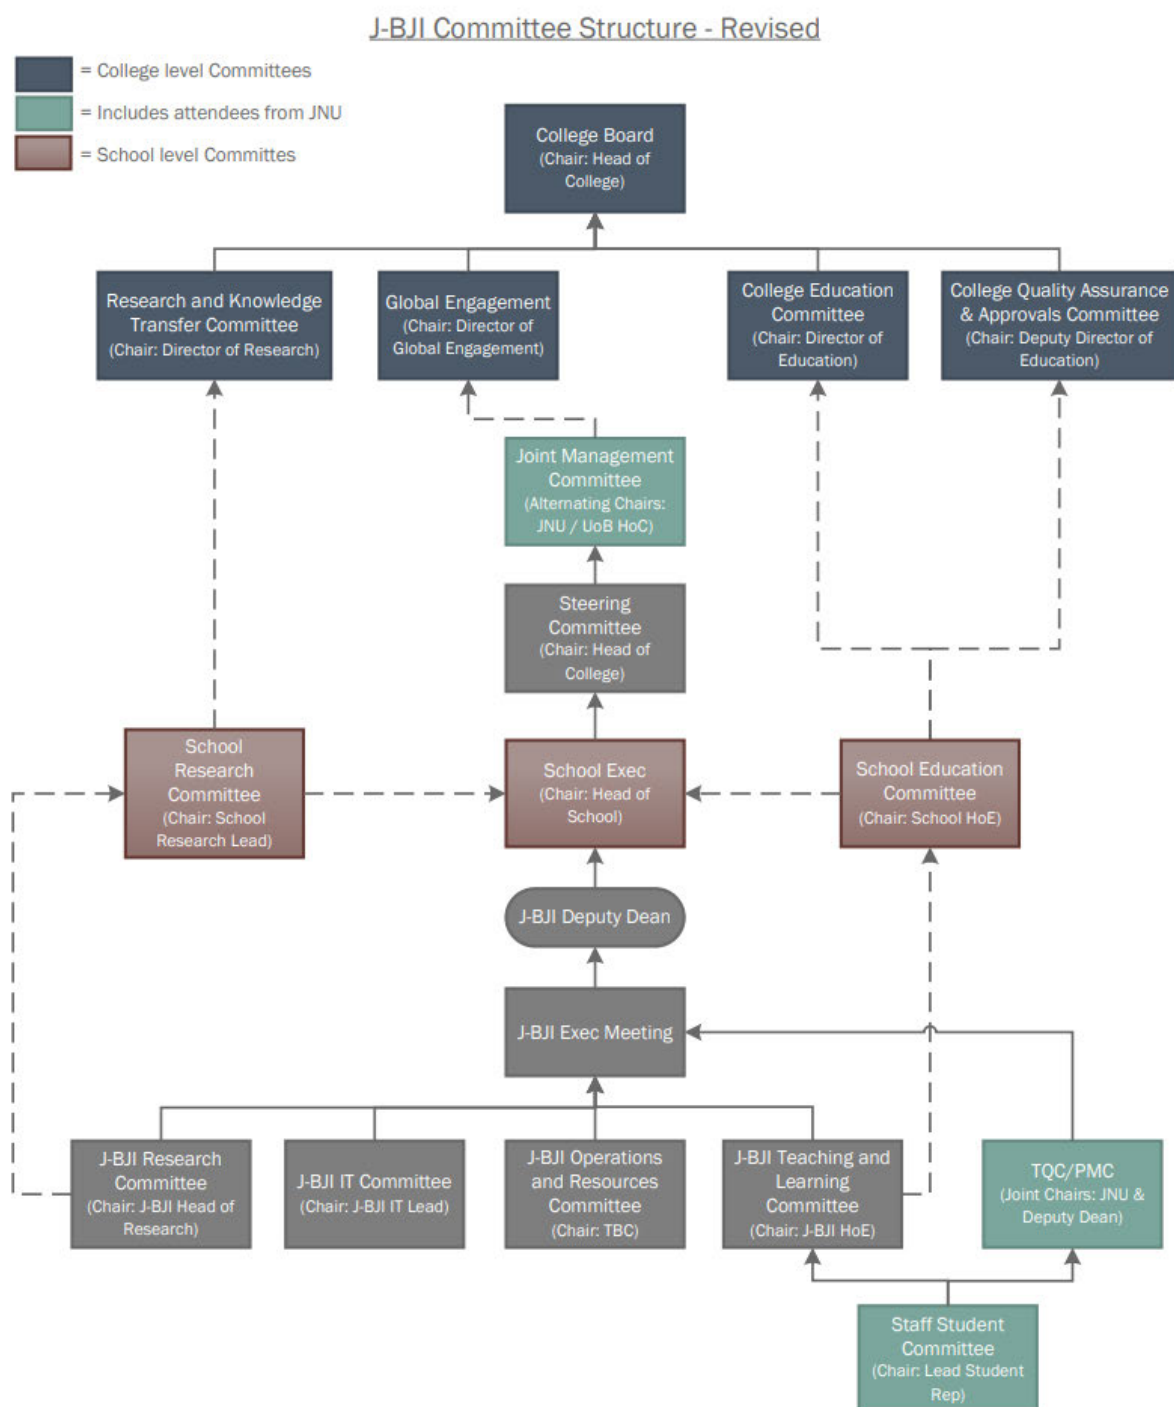 J-BJI Committee Structure - Revised
= College level Committees
= Includes attendees from JNU
= School level Committes
College Board
(Chair: Head of
College)
Research and Knowledge
Transfer Committee
(Chair: Director of Research)
Global Engagement
(Chair: Director of
Global Engagement)
College Education
Committee
(Chair: Director of
Education)
College Quality Assurance
& Approvals Committee
(Chair: Deputy Director of
Education)
Joint Management
Committee
(Alternating Chairs:
JNU / UoB HoC)
Steering
Committee
(Chair: Head of
College)
School
Research
Committee
(Chair: School
Research Lead)
School Exec
(Chair: Head of
School)
School Education
Committee
(Chair: School HoE)
J-BJI Deputy Dean
J-BJI Exec Meeting
J-BJI Research
Committee
(Chair: J-BJI Head of
Research)
J-BJI IT Committee
(Chair: J-BJI IT Lead)
J-BJI Operations
and Resources
Committee
(Chair: TBC)
J-BJI Teaching and
Learning
Committee
(Chair: J-BJI HoE)
TQC/PMC
(Joint Chairs: JNU &
Deputy Dean)
Staff Student
Committee
(Chair: Lead Student
Rep)